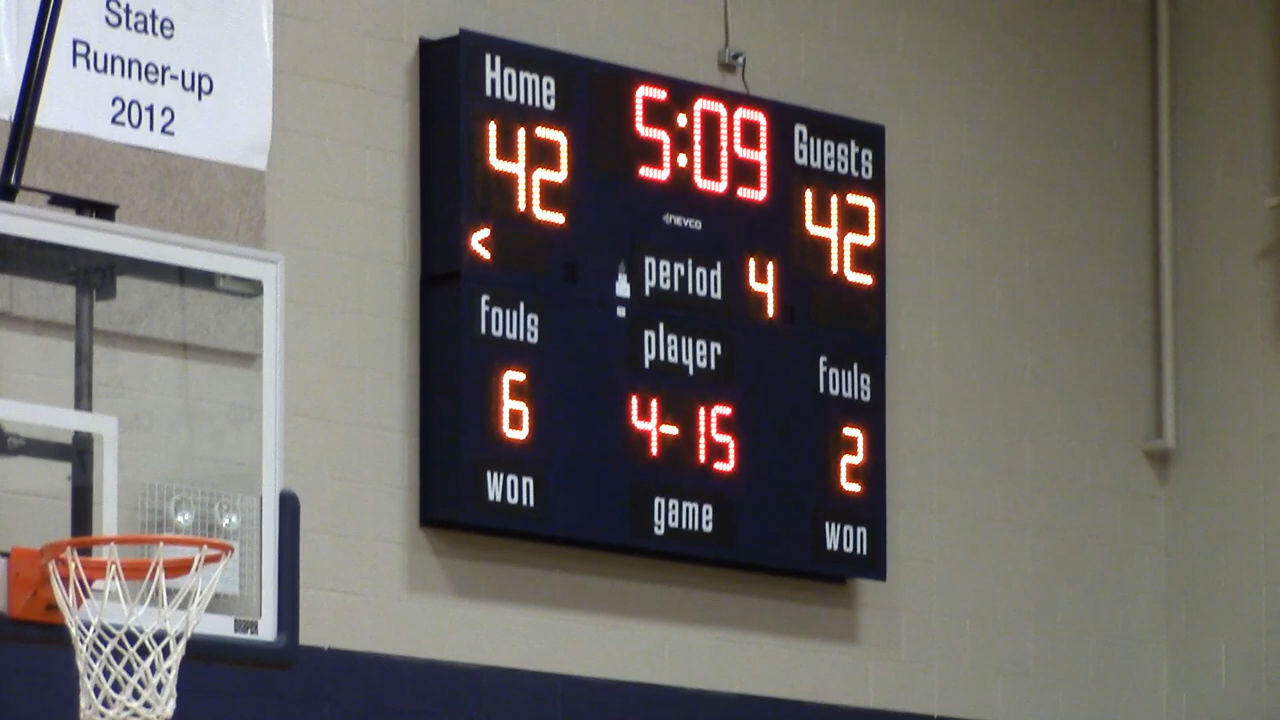 State
Runner-up
2012
Home
5:09
Guests
42
42
NEVCO
<
period
4
fouls
player
fouls
6
4-15
2
won
game
won
DRAPER